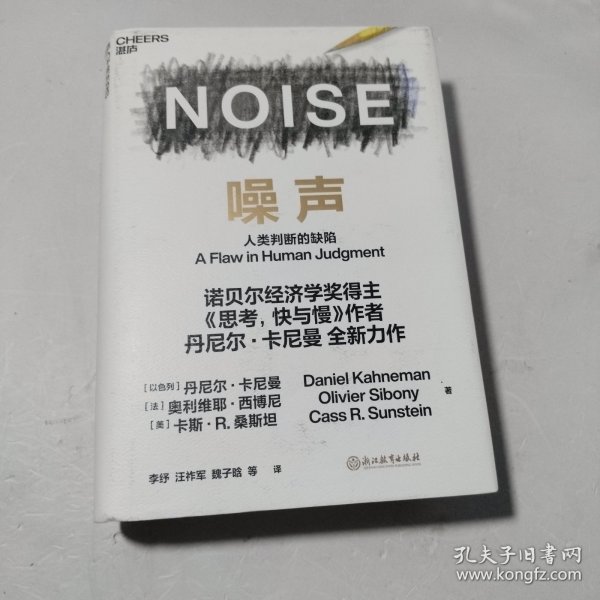 CHEERS
湛庐
NOISE
噪声
人类判断的缺陷
A Flaw in Human Judgment
诺贝尔经济学奖得主
《思考，快与慢》作者
丹尼尔·卡尼曼 全新力作
[以色列] 丹尼尔·卡尼曼 Daniel Kahneman
[法] 奥利维耶·西博尼 Olivier Sibony 著
[美] 卡斯·R.桑斯坦 Cass R. Sunstein
李纾 汪祚军 魏子晗 等 译
浙江教育出版社
孔夫子旧书网
www.kongfz.com